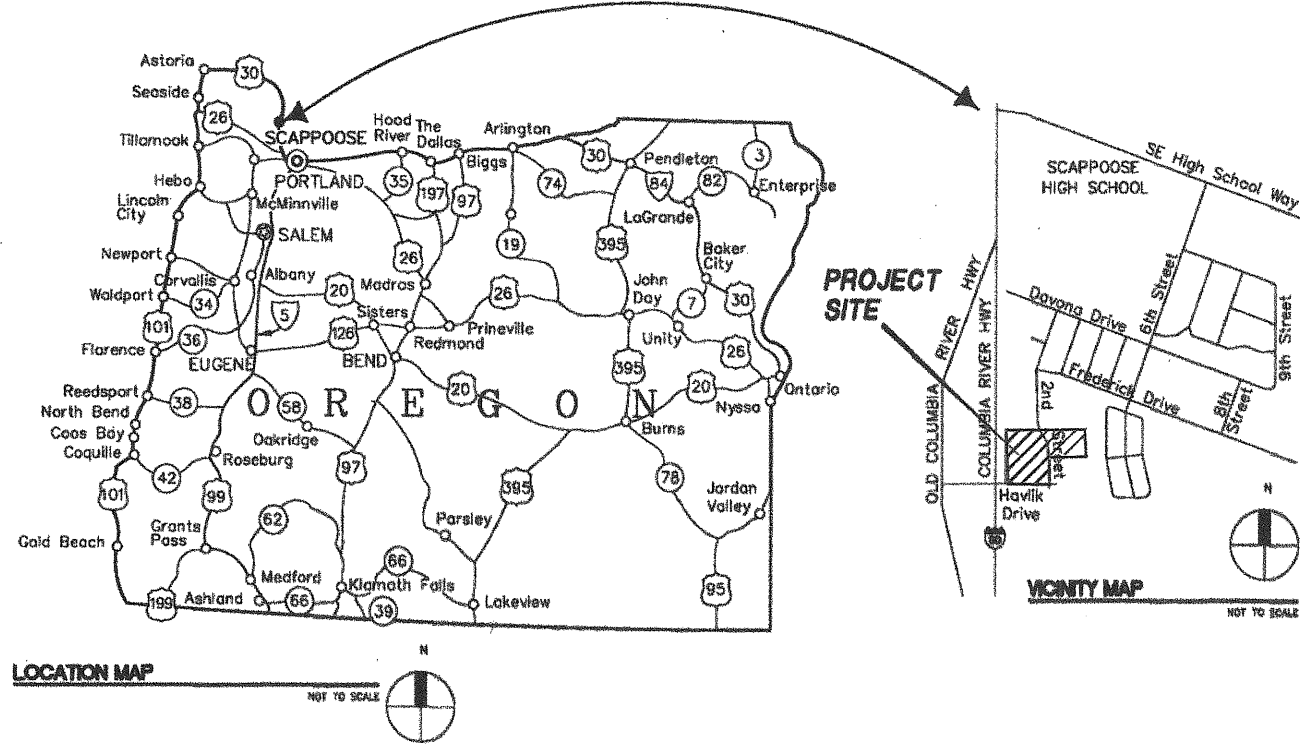 Astoria
30
Seaside
26
SCAPPOOSE
Hood
River
The
Dallas
Arlington
Tillamook
Biggs
30
Pendleton
3
PORTLAND
35
197
97
74
84
82
Enterprise
Hebo
McMinnville
LaGrande
Lincoln
City
SALEM
19
395
Newport
Albany
26
Baker
City
Corvallis
Madras
Waldport
34
20
26
John
Day
7
30
5
Sisters
101
36
126
Prineville
Unity
Redmond
26
Florence
EUGENE
BEND
395
Reedsport
20
20
Ontario
38
OREGON
Nyssa
North Bend
58
Coos Bay
Oakridge
Burns
Coquille
Roseburg
97
42
78
101
99
395
Jordan
Valley
62
Parsley
Grants
Pass
Gold Beach
66
Medford
Klamath Falls
95
199
Ashland
66
39
Lakeview
LOCATION MAP
NOT TO SCALE
N
SE High School Way
SCAPPOOSE
HIGH SCHOOL
PROJECT
SITE
OLD COLUMBIA RIVER HWY
COLUMBIA RIVER HWY
6th Street
9th Street
Davona Drive
Frederick Drive
8th
Street
2nd
Street
Havlik
Drive
N
VICINITY MAP
NOT TO SCALE